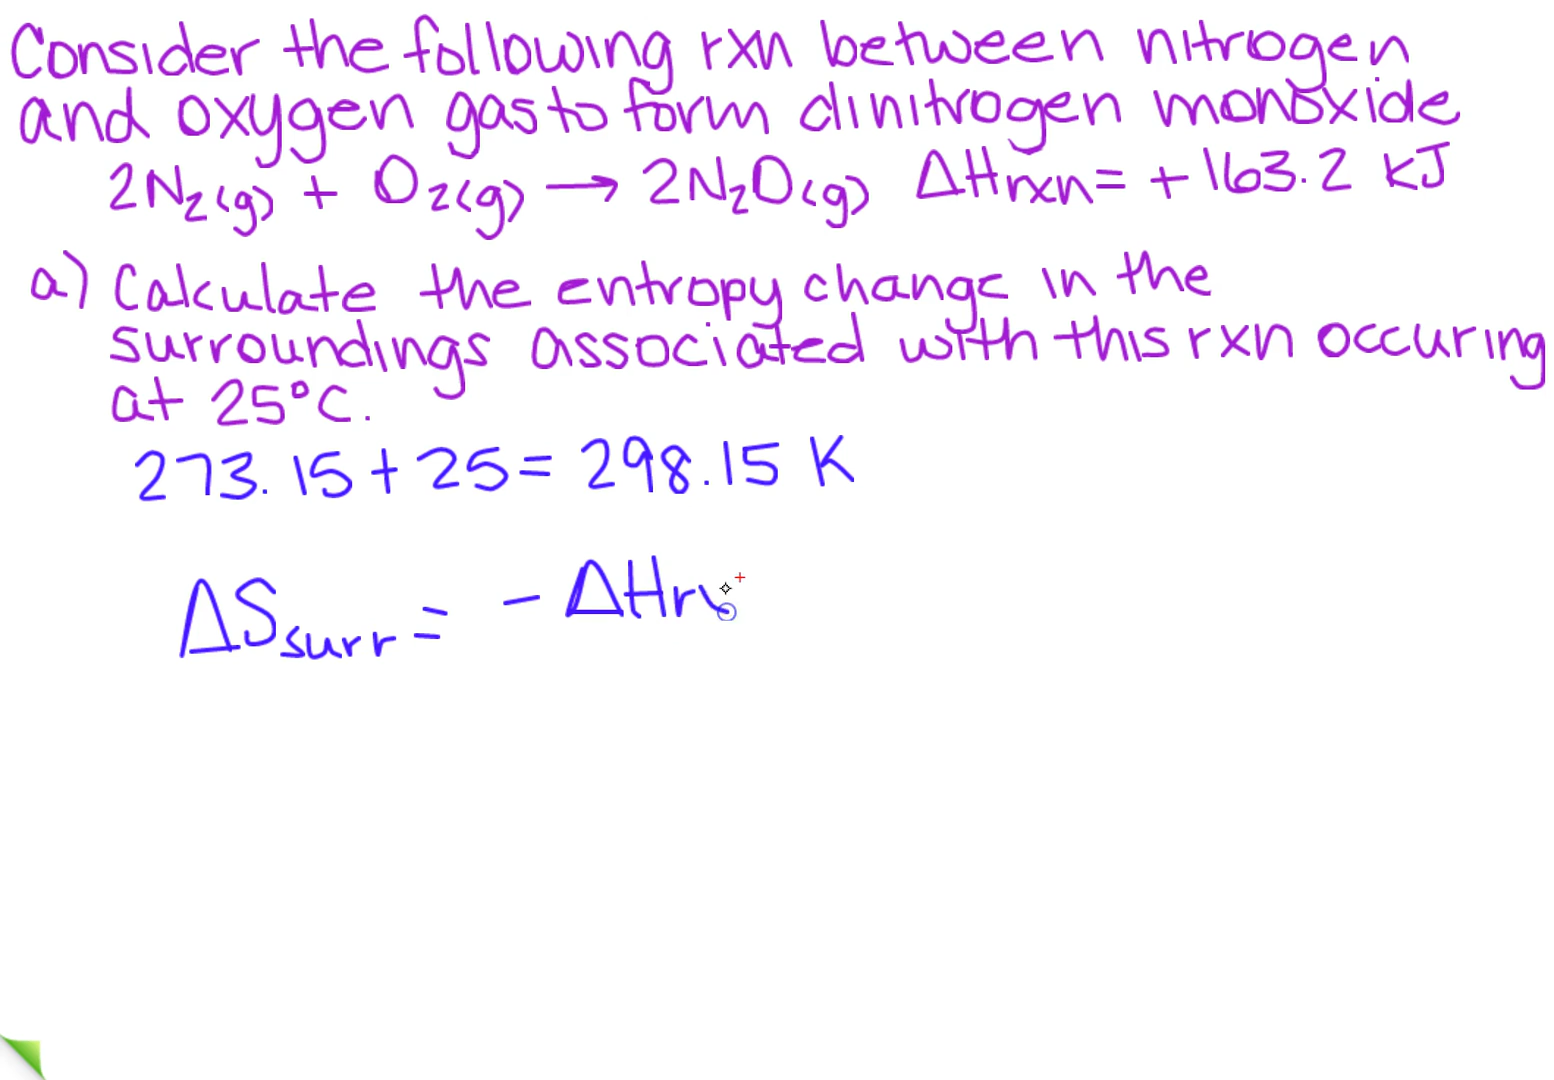 Consider the following rxn between nitrogen
and oxygen gas to form dinitrogen monoxide
2N₂(g) + O₂(g) → 2N₂O(g) ΔHrxn = +163.2 kJ
a) Calculate the entropy change in the
surroundings associated with this rxn occuring
at 25°C.
273.15 + 25 = 298.15 K
ΔSsurr = - ΔHr